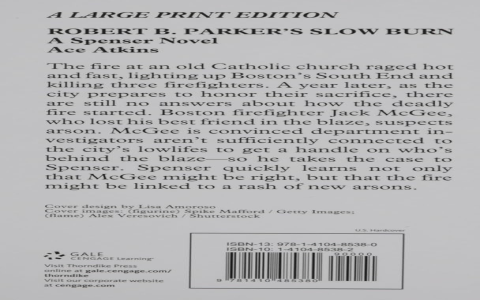 A LARGE PRINT EDITION
ROBERT B. PARKER'S SLOW BURN
A Spenser Novel
Ace Atkins
The fire at an old Catholic church raged hot
and fast, lighting up Boston's South End and
killing three firefighters. A year later, as the
city prepares to honor their sacrifice, there
are still no answers about how the deadly
fire started. Boston firefighter Jack McGee,
who lost his best friend in the blaze, suspects
arson. McGee is convinced department in-
vestigators aren't sufficiently connected to
the city's lowlifes to get a handle on who's
behind the blaze—so he takes the case to
Spenser. Spenser quickly learns not only
that McGee might be right, but that the fire
might be linked to a rash of new arsons.
Cover design by Lisa Amoroso
Cover images: (figurine) Spike Mafford / Getty Images;
(flame) Alex Veresovich / Shutterstock
U.S. Hardcover
GALE
CENGAGE Learning
Visit Thorndike Press
online at gale.cengage.com/
thorndike
Visit our corporate website
at cengage.com
ISBN-13: 978-1-4104-8538-0
ISBN-10: 1-4104-8538-2
90000
9 781410 485380